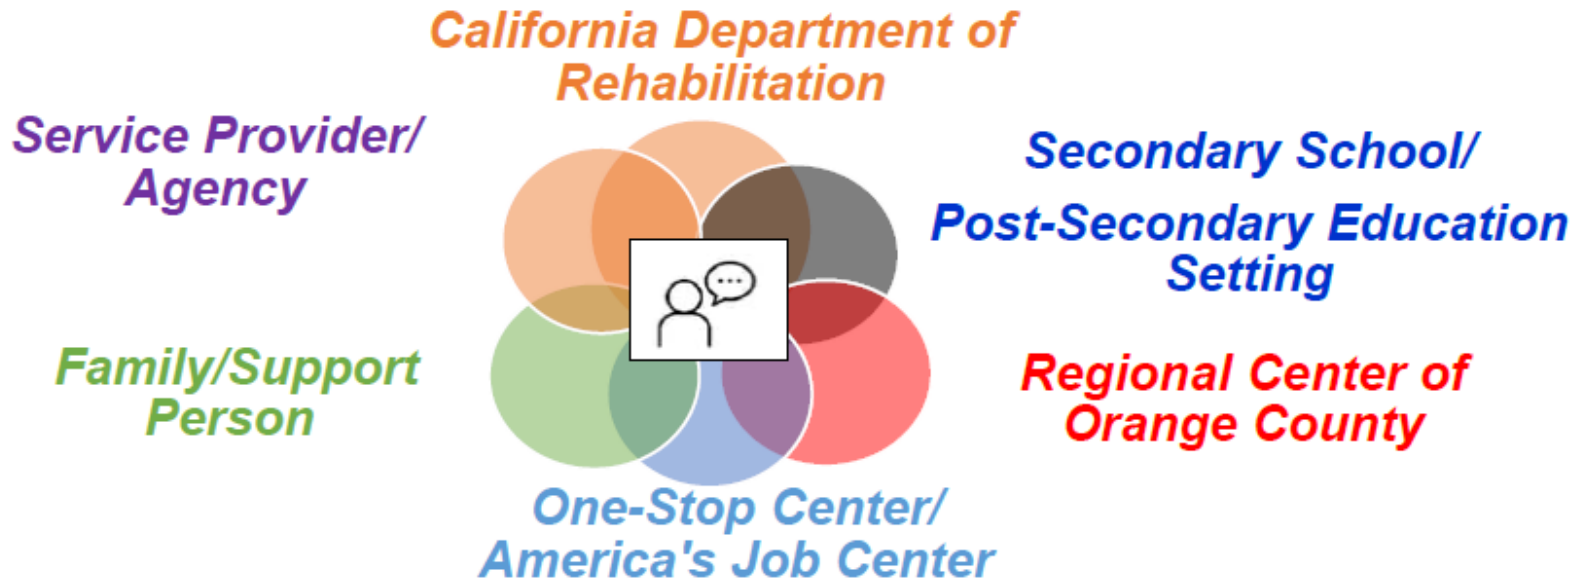 California Department of
Rehabilitation
Service Provider/
Agency
Secondary School/
Post-Secondary Education
Setting
Family/Support
Person
Regional Center of
Orange County
One-Stop Center/
America's Job Center